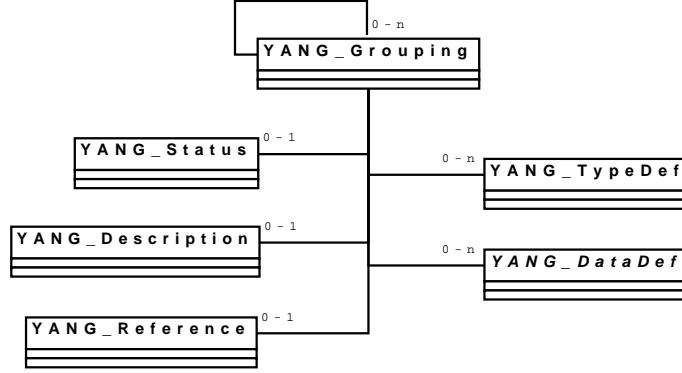 0 - n
YANG_Grouping
0 - 1
YANG_Status
0 - n
YANG_TypeDef
0 - 1
YANG_Description
0 - n
YANG_DataDef
0 - 1
YANG_Reference